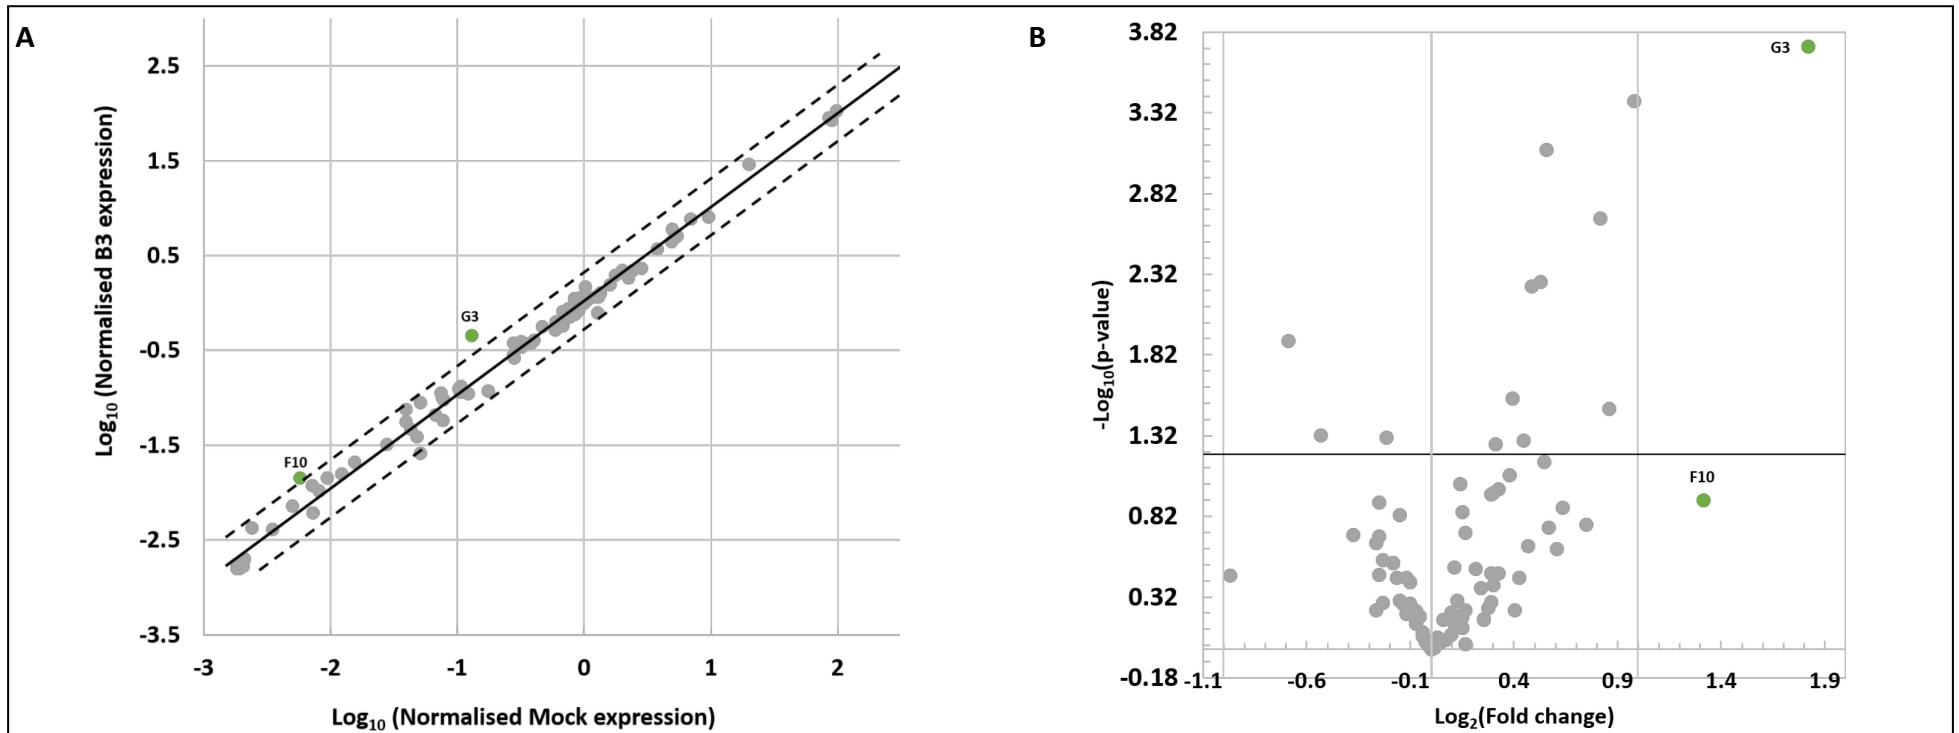 A
B
2.5
1.5
0.5
-0.5
-1.5
-2.5
-3.5
-3
-2
-1
0
1
2
Log10 (Normalised B3 expression)
Log10 (Normalised Mock expression)
G3
F10
3.82
3.32
2.82
2.32
1.82
1.32
0.82
0.32
-0.18
-1.1
-0.6
-0.1
0.4
0.9
1.4
1.9
-Log10(p-value)
Log2(Fold change)
G3
F10